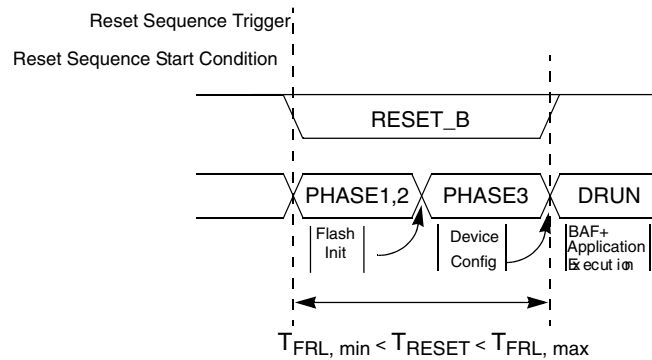 Reset Sequence Trigger
Reset Sequence Start Condition
RESET_B
PHASE1,2 PHASE3 DRUN
Flash
Init
Device
Config
BAF+
Application
Execution
TFRL, min < TRESET < TFRL, max